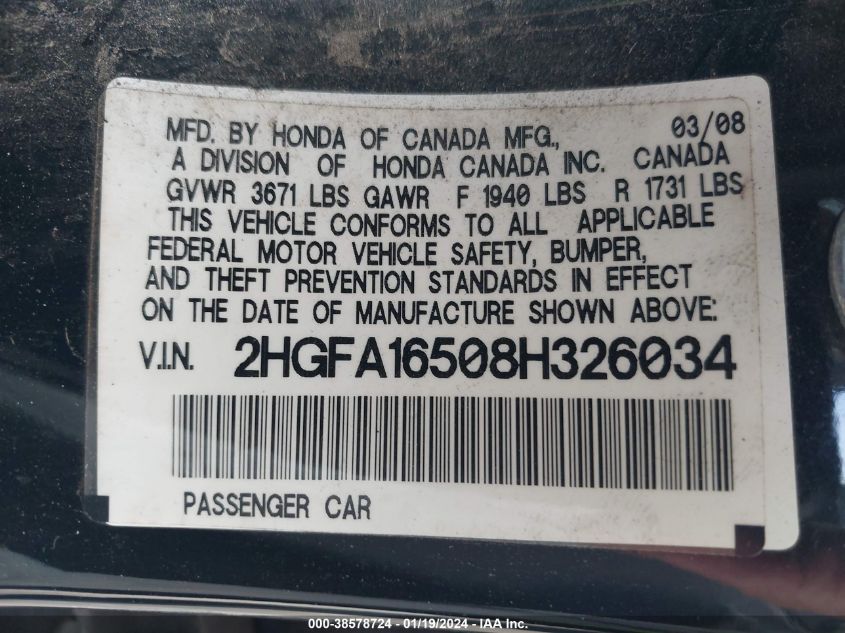 MFD. BY HONDA OF CANADA MFG., 03/08
A DIVISION OF HONDA CANADA INC. CANADA
GVWR 3671 LBS GAWR F 1940 LBS R 1731 LBS
THIS VEHICLE CONFORMS TO ALL APPLICABLE
FEDERAL MOTOR VEHICLE SAFETY, BUMPER,
AND THEFT PREVENTION STANDARDS IN EFFECT
ON THE DATE OF MANUFACTURE SHOWN ABOVE:
V.I.N. 2HGFA16508H326034
PASSENGER CAR
000-38578724 - 01/19/2024 - IAA Inc.